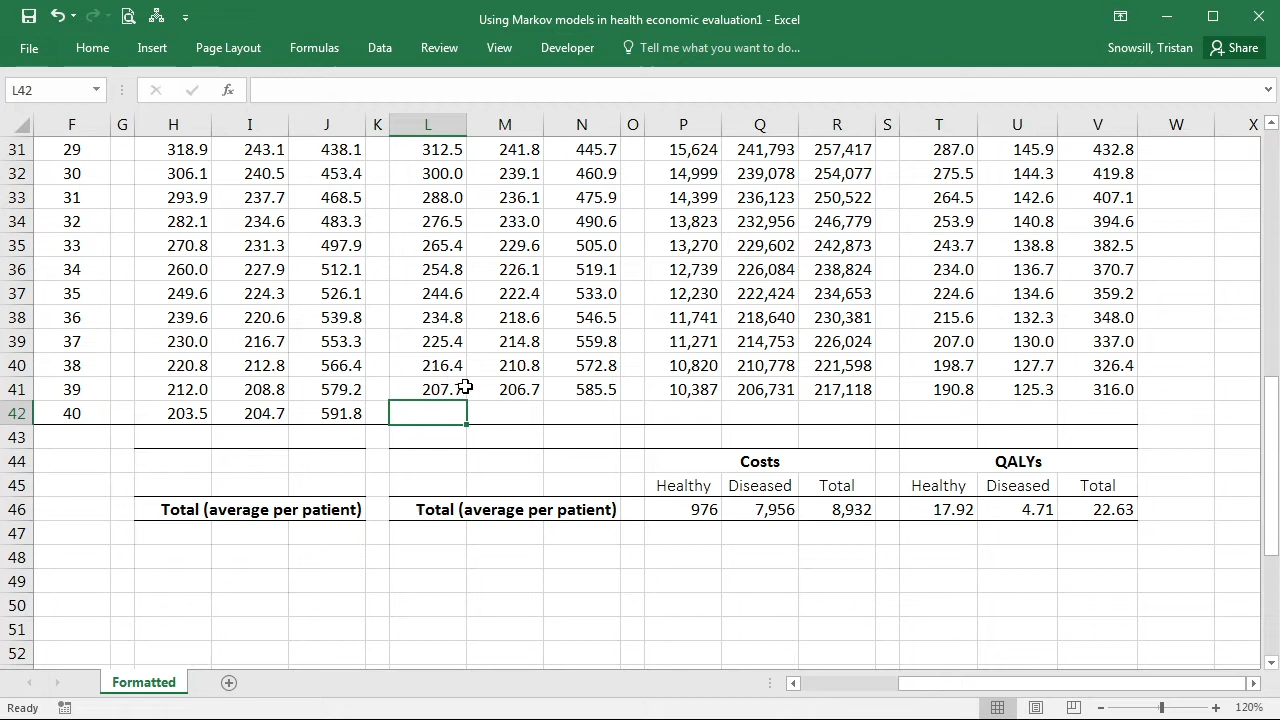 Using Markov models in health economic evaluation1 - Excel
File Home Insert Page Layout Formulas Data Review View Developer Tell me what you want to do... Snowsill, Tristan Share
L42 fx
F G H I J K L M N O P Q R S T U V W X
31 29 318.9 243.1 438.1 312.5 241.8 445.7 15,624 241,793 257,417 287.0 145.9 432.8
32 30 306.1 240.5 453.4 300.0 239.1 460.9 14,999 239,078 254,077 275.5 144.3 419.8
33 31 293.9 237.7 468.5 288.0 236.1 475.9 14,399 236,123 250,522 264.5 142.6 407.1
34 32 282.1 234.6 483.3 276.5 233.0 490.6 13,823 232,956 246,779 253.9 140.8 394.6
35 33 270.8 231.3 497.9 265.4 229.6 505.0 13,270 229,602 242,873 243.7 138.8 382.5
36 34 260.0 227.9 512.1 254.8 226.1 519.1 12,739 226,084 238,824 234.0 136.7 370.7
37 35 249.6 224.3 526.1 244.6 222.4 533.0 12,230 222,424 234,653 224.6 134.6 359.2
38 36 239.6 220.6 539.8 234.8 218.6 546.5 11,741 218,640 230,381 215.6 132.3 348.0
39 37 230.0 216.7 553.3 225.4 214.8 559.8 11,271 214,753 226,024 207.0 130.0 337.0
40 38 220.8 212.8 566.4 216.4 210.8 572.8 10,820 210,778 221,598 198.7 127.7 326.4
41 39 212.0 208.8 579.2 207.7 206.7 585.5 10,387 206,731 217,118 190.8 125.3 316.0
42 40 203.5 204.7 591.8
43
44 Costs QALYs
45 Healthy Diseased Total Healthy Diseased Total
46 Total (average per patient) Total (average per patient) 976 7,956 8,932 17.92 4.71 22.63
47
48
49
50
51
52
Formatted
Ready 120%